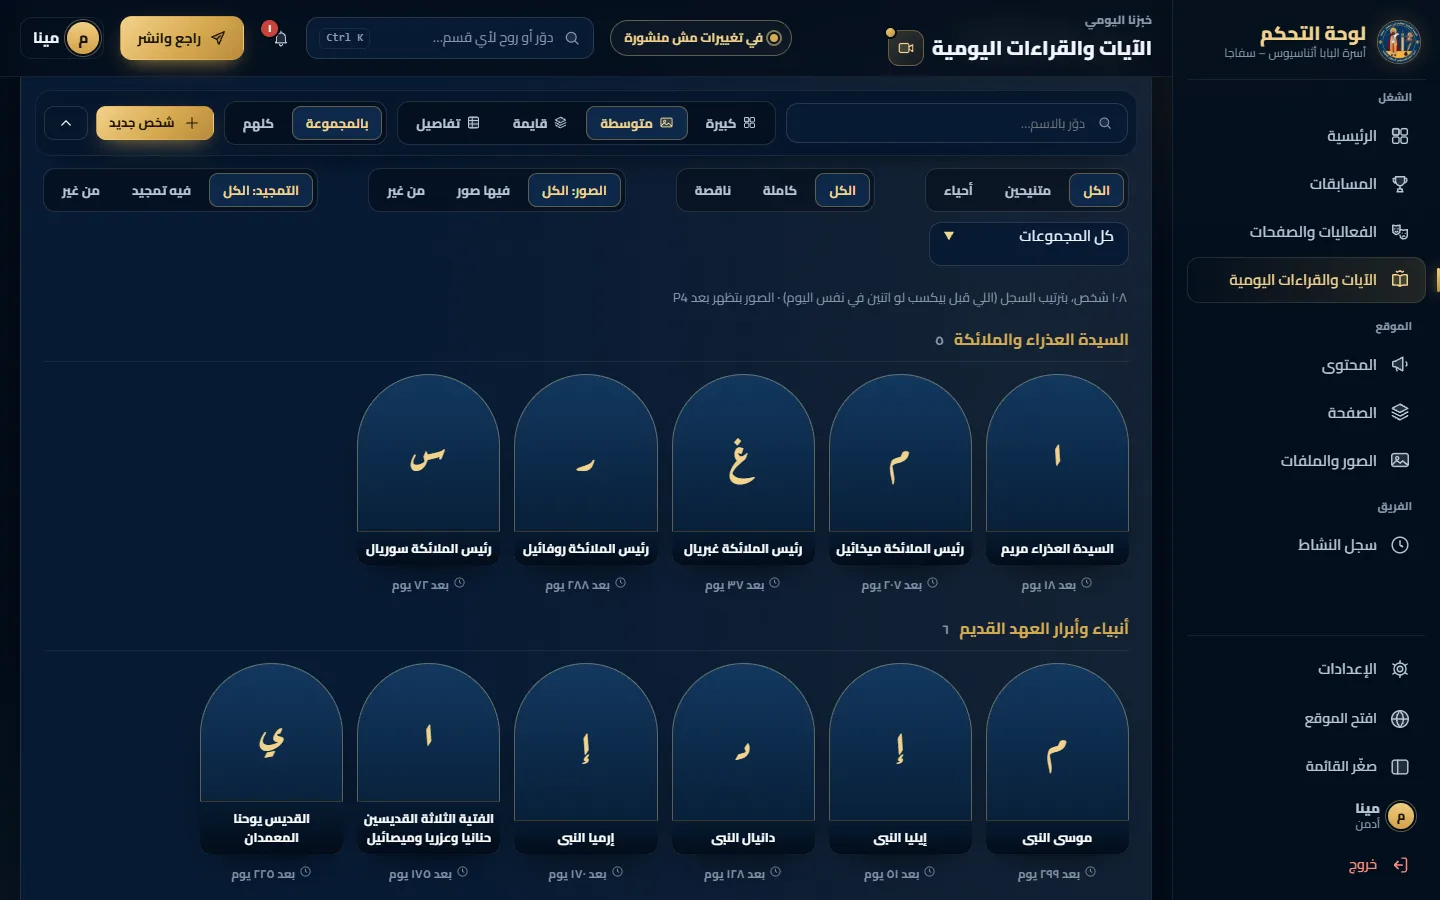 لوحة التحكم
أسرة البابا أثناسيوس – سفاجا
الشغل
الرئيسية
المسابقات
الفعاليات والصفحات
الآيات والقراءات اليومية
الموقع
المحتوى
الصفحة
الصور والملفات
الفريق
سجل النشاط
الإعدادات
افتح الموقع
صغّر القائمة
م
مينا
أدمن
خروج
خبزنا اليومي
الآيات والقراءات اليومية
في تغييرات مش منشورة
دوّر أو روح لأي قسم...
Ctrl K
١
راجع وانشر
م
مينا
دوّر بالاسم...
كبيرة
متوسطة
قايمة
تفاصيل
بالمجموعة
كلهم
شخص جديد
الكل
متنيحين
أحياء
الكل
كاملة
ناقصة
الصور: الكل
فيها صور
من غير
التمجيد: الكل
فيه تمجيد
من غير
كل المجموعات
١٠٨ شخص، بترتيب السجل (اللي قبل بيكسب لو اتنين في نفس اليوم) · الصور بتظهر بعد P4
السيدة العذراء والملائكة ٥
ا
م
غ
ر
س
السيدة العذراء مريم
رئيس الملائكة ميخائيل
رئيس الملائكة غبريال
رئيس الملائكة روفائيل
رئيس الملائكة سوريال
بعد ١٨ يوم
بعد ٢٠٧ يوم
بعد ٣٧ يوم
بعد ٢٨٨ يوم
بعد ٧٢ يوم
أنبياء وأبرار العهد القديم ٦
م
إ
د
إ
ا
ي
موسى النبى
إيليا النبى
دانيال النبى
إرميا النبى
الفتية الثلاثة القديسين
حنانيا وعزريا وميصائيل
القديس يوحنا
المعمدان
بعد ٢٩٩ يوم
بعد ٥١ يوم
بعد ١٢٨ يوم
بعد ١٧٠ يوم
بعد ١٧٥ يوم
بعد ٢٢٥ يوم